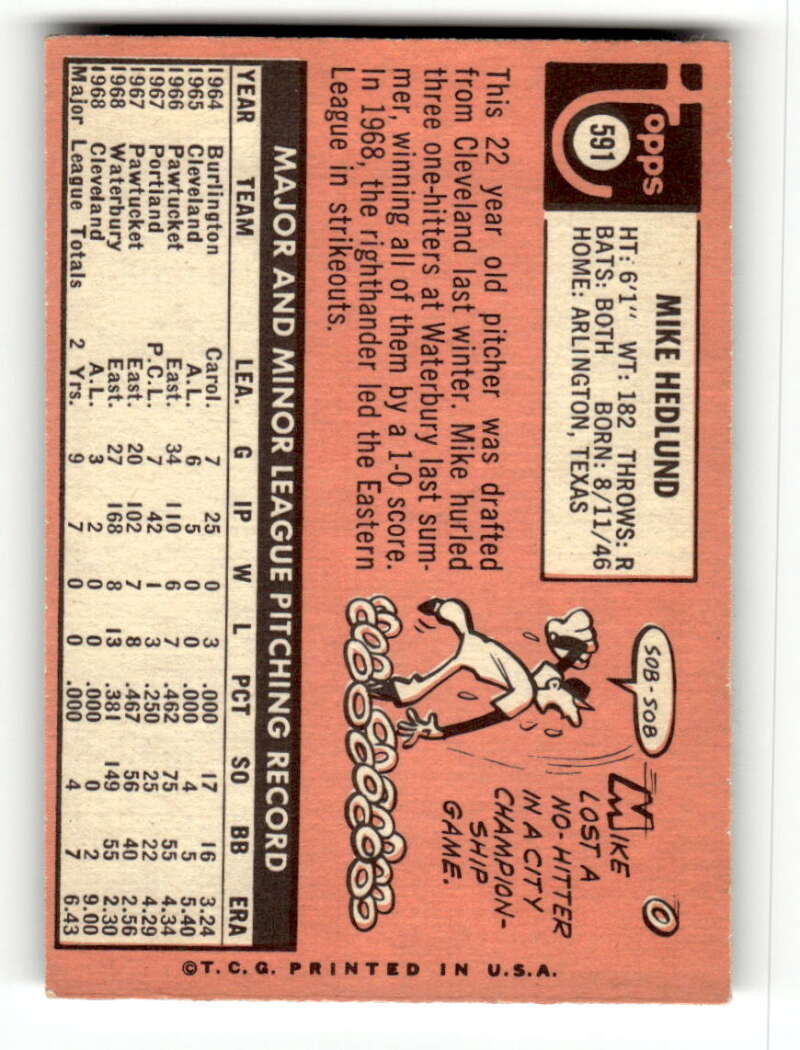 topps
591
MIKE HEDLUND
HT: 6'1" WT: 182 THROWS: R
BATS: BOTH BORN: 8/11/46
HOME: ARLINGTON, TEXAS
This 22 year old pitcher was drafted
from Cleveland last winter. Mike hurled
three one-hitters at Waterbury last sum-
mer, winning all of them by a 1-0 score.
In 1968, the righthander led the Eastern
League in strikeouts.
SOB-SOB
MIKE
LOST A
NO-HITTER
IN A CITY
CHAMPION-
SHIP
GAME.
0
MAJOR AND MINOR LEAGUE PITCHING RECORD
YEAR TEAM LEA. G IP W L PCT SO BB ERA
1964 Burlington Carol. 7 25 0 3 .000 17 16 3.24
1965 Cleveland A.L. 6 5 0 0 .000 4 5 5.40
1966 Pawtucket East. 34 110 6 7 .462 75 55 4.34
1967 Portland P.C.L. 7 42 1 3 .250 25 22 4.29
1967 Pawtucket East. 20 102 7 8 .467 56 40 2.56
1968 Waterbury East. 27 168 8 13 .381 149 55 2.30
1968 Cleveland A.L. 3 2 0 0 .000 0 2 9.00
Major League Totals 2 Yrs. 9 7 0 0 .000 4 7 6.43
©T.C.G. PRINTED IN U.S.A.